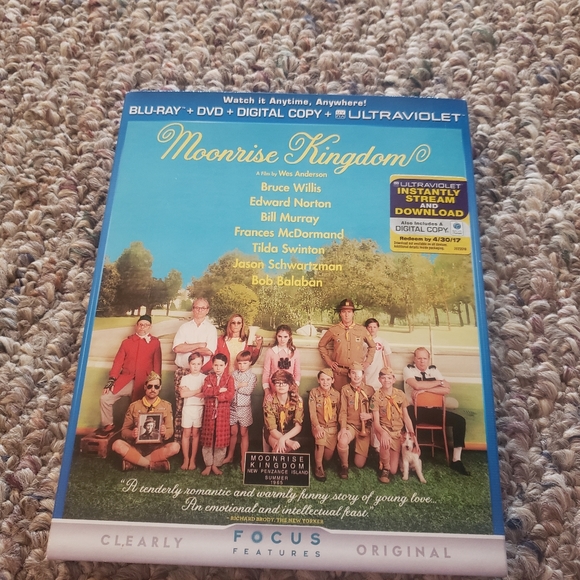 Watch it Anytime, Anywhere!
BLU-RAY™ + DVD + DIGITAL COPY + ULTRAVIOLET™
Moonrise Kingdom
A Film by Wes Anderson
Bruce Willis
Edward Norton
Bill Murray
Frances McDormand
Tilda Swinton
Jason Schwartzman
Bob Balaban
ULTRAVIOLET
INSTANTLY
STREAM
AND
DOWNLOAD
Also Includes A
DIGITAL COPY
Redeem by 4/30/17
MOONRISE
KINGDOM
NEW PENZANCE ISLAND
SUMMER
1965
"A tenderly romantic and warmly funny story of young love...
An emotional and intellectual feast."
- RICHARD BRODY, THE NEW YORKER
CLEARLY
FOCUS
FEATURES
ORIGINAL